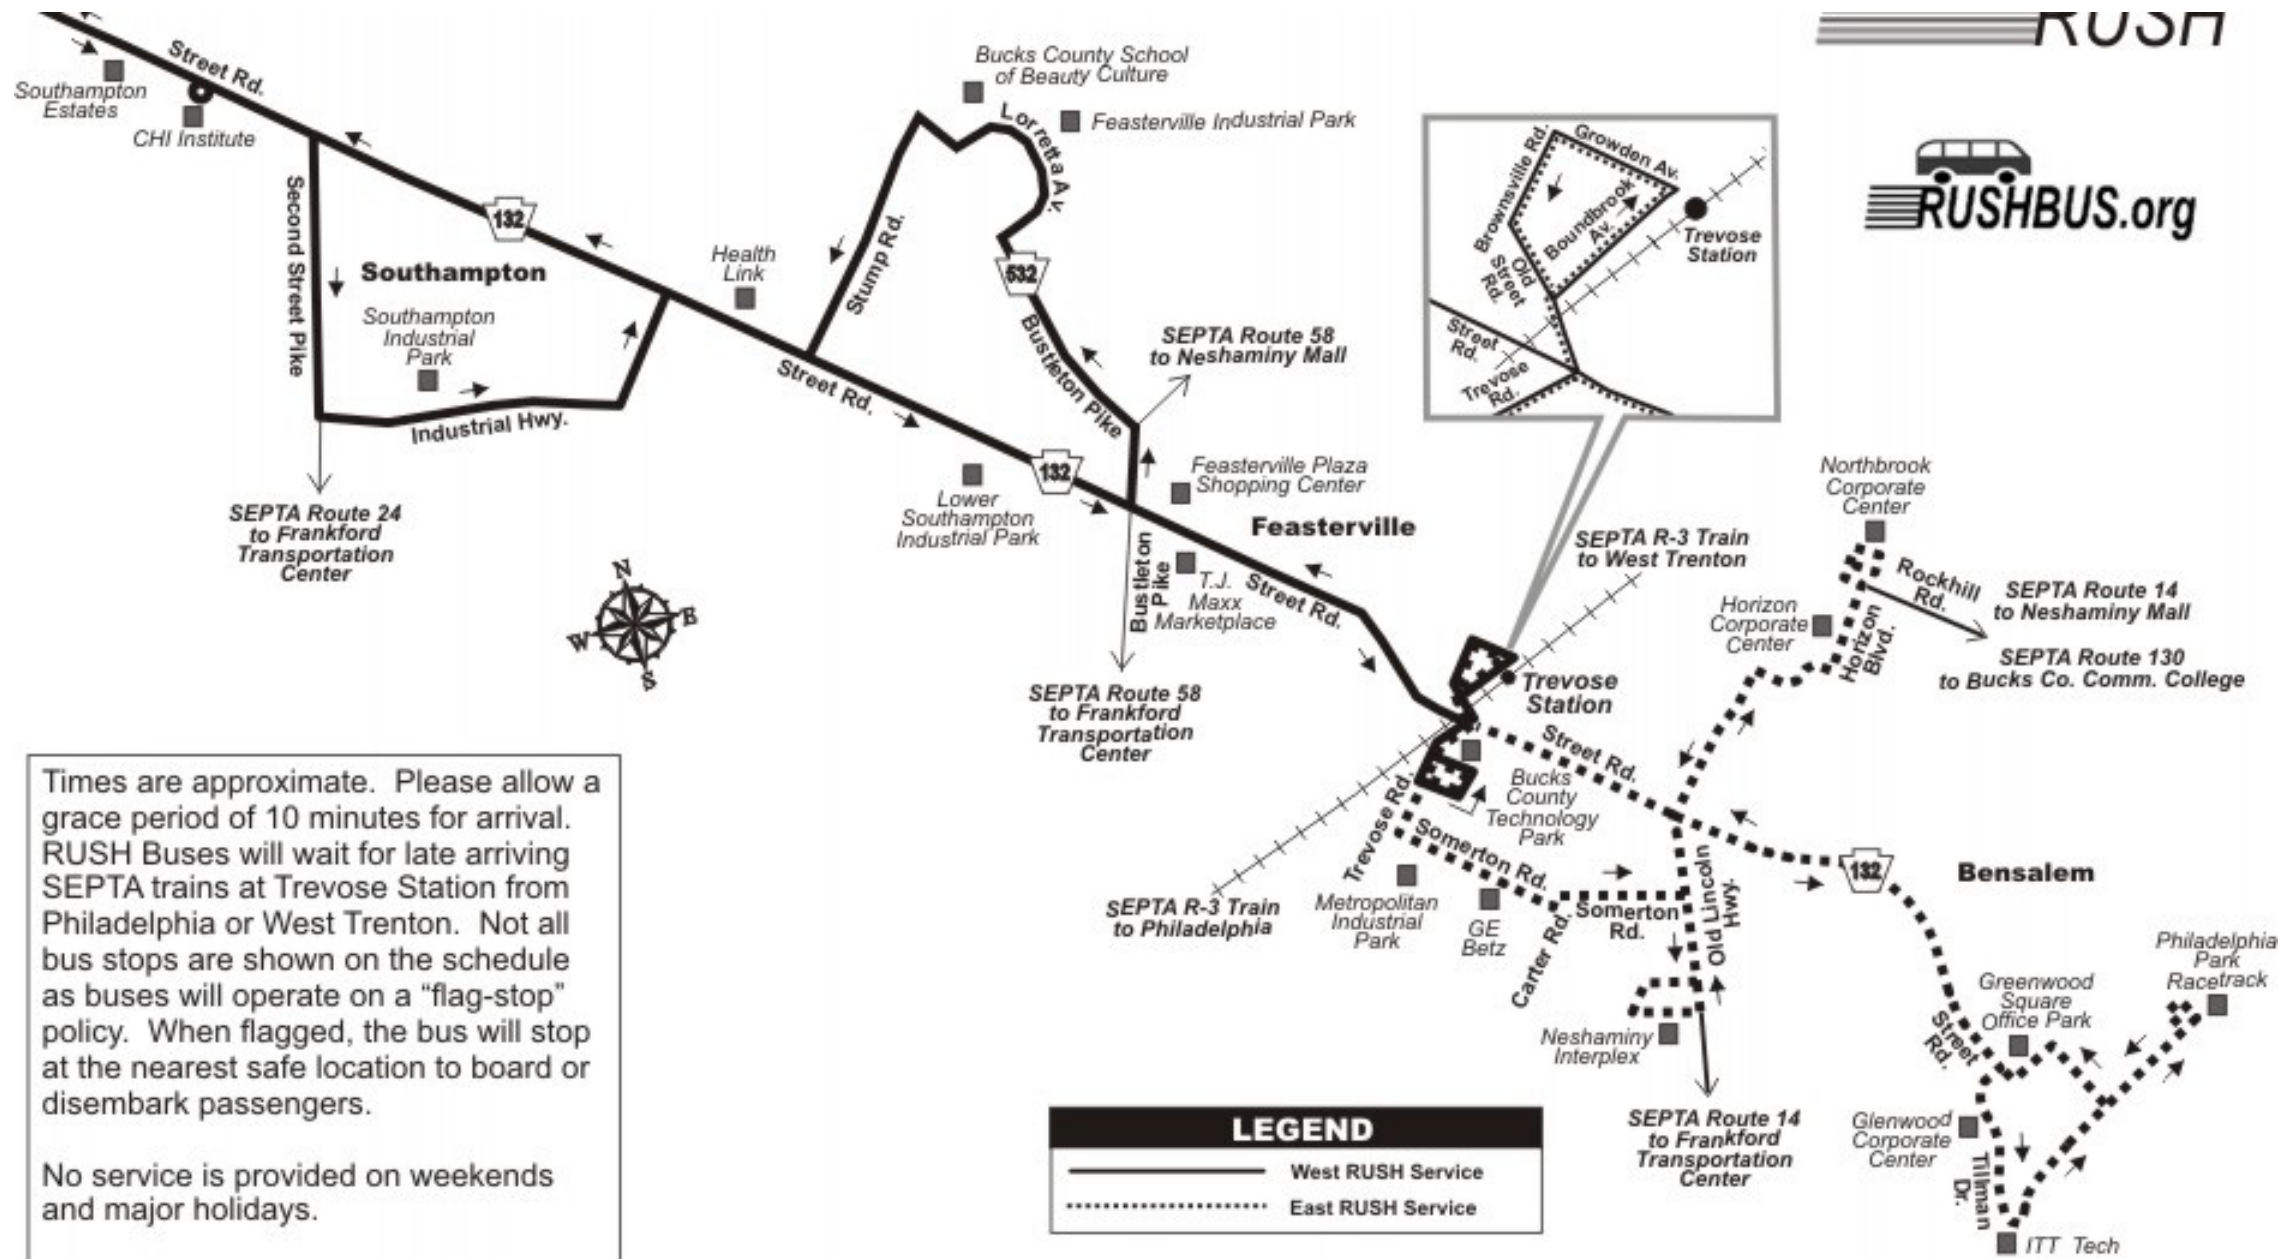 RUSH
Street Rd.
Southampton
Estates
CHI Institute
Bucks County School
of Beauty Culture
Lorretta Av.
Feasterville Industrial Park
RUSHBUS.org
Brownsville Rd.
Growden Av.
Boundbrook
Av.
Old
Street
Rd.
Trevose
Station
Street
Rd.
Trevose
Rd.
Second Street Pike
132
Southampton
Southampton
Industrial
Park
Industrial Hwy.
Health
Link
Stump Rd.
532
Bustleton Pike
SEPTA Route 58
to Neshaminy Mall
Street Rd.
132
Lower
Southampton
Industrial Park
Feasterville Plaza
Shopping Center
Feasterville
Bustleton
Pike
T.J.
Maxx
Marketplace
Street Rd.
SEPTA Route 24
to Frankford
Transportation
Center
N
E
S
W
SEPTA Route 58
to Frankford
Transportation
Center
SEPTA R-3 Train
to West Trenton
Northbrook
Corporate
Center
Rockhill
Rd.
SEPTA Route 14
to Neshaminy Mall
SEPTA Route 130
to Bucks Co. Comm. College
Horizon
Corporate
Center
Horizon
Blvd.
Trevose
Station
Street Rd.
Bucks
County
Technology
Park
Trevose Rd.
Somerton Rd.
Metropolitan
Industrial
Park
GE
Betz
Carter Rd.
Somerton
Rd.
Old Lincoln
Hwy.
Neshaminy
Interplex
SEPTA R-3 Train
to Philadelphia
132
Bensalem
Philadelphia
Park
Racetrack
Greenwood
Square
Office Park
Street
Rd.
Glenwood
Corporate
Center
Tillman
Dr.
ITT Tech
SEPTA Route 14
to Frankford
Transportation
Center
Times are approximate. Please allow a
grace period of 10 minutes for arrival.
RUSH Buses will wait for late arriving
SEPTA trains at Trevose Station from
Philadelphia or West Trenton. Not all
bus stops are shown on the schedule
as buses will operate on a “flag-stop”
policy. When flagged, the bus will stop
at the nearest safe location to board or
disembark passengers.
No service is provided on weekends
and major holidays.
LEGEND
West RUSH Service
East RUSH Service